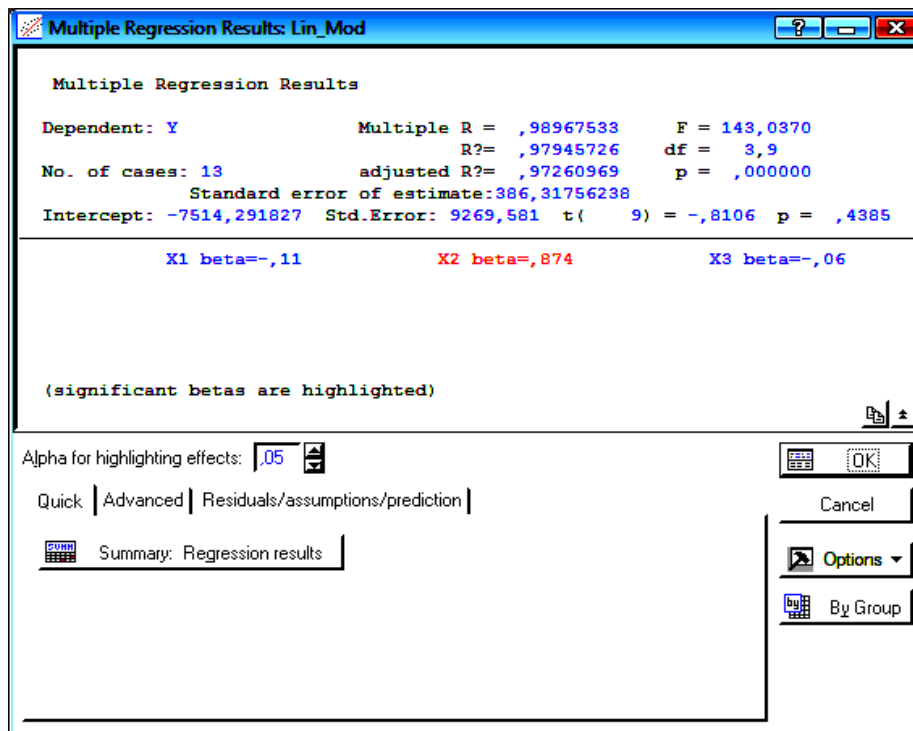 Multiple Regression Results: Lin_Mod
?
Multiple Regression Results
Dependent: Y Multiple R = ,98967533 F = 143,0370
R?= ,97945726 df = 3,9
No. of cases: 13 adjusted R?= ,97260969 p = ,000000
Standard error of estimate:386,31756238
Intercept: -7514,291827 Std.Error: 9269,581 t( 9) = -,8106 p = ,4385
X1 beta=-,11 X2 beta=,874 X3 beta=-,06
(significant betas are highlighted)
Alpha for highlighting effects: ,05
OK
Quick Advanced Residuals/assumptions/prediction
Cancel
SUMM Summary: Regression results
Options
by By Group